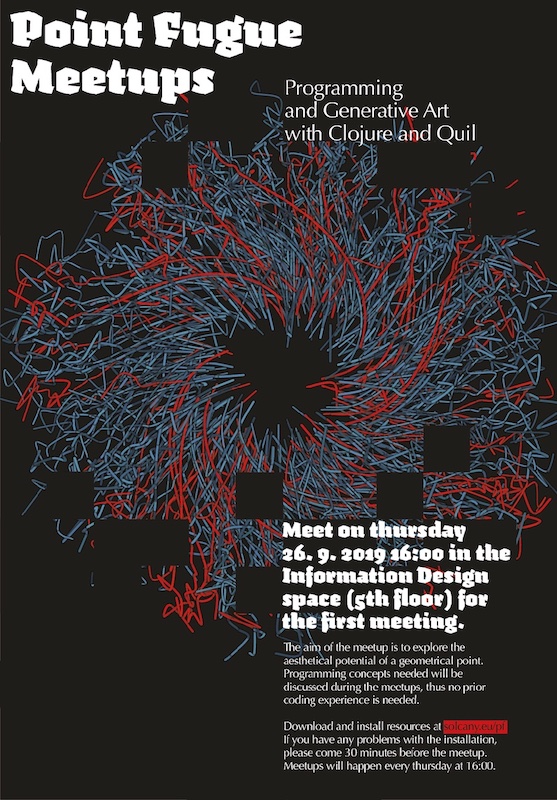 Point Fugue
Meetups
Programming
and Generative Art
with Clojure and Quil
Meet on thursday
26. 9. 2019 16:00 in the
Information Design
space (5th floor) for
the first meeting.
The aim of the meetup is to explore the
aesthetical potential of a geometrical point.
Programming concepts needed will be
discussed during the meetups, thus no prior
coding experience is needed.
Download and install resources at solcany.eu/pf
If you have any problems with the installation,
please come 30 minutes before the meetup.
Meetups will happen every thursday at 16:00.